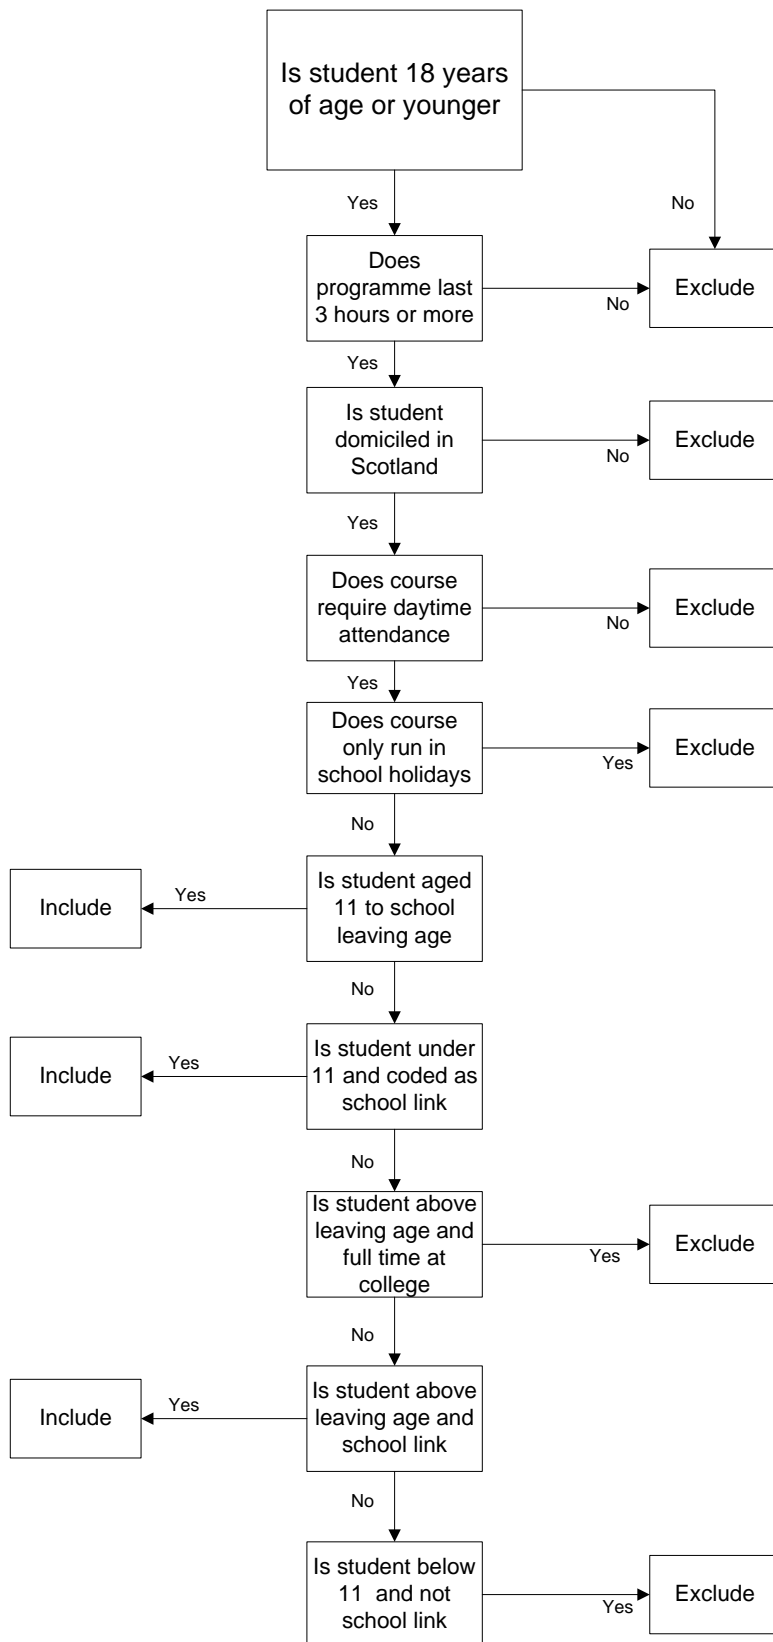 Is student 18 years
of age or younger
Yes
No
Does
programme last
3 hours or more
No
Exclude
Yes
Is student
domiciled in
Scotland
No
Exclude
Yes
Does course
require daytime
attendance
No
Exclude
Yes
Does course
only run in
school holidays
Yes
Exclude
No
Include
Yes
Is student aged
11 to school
leaving age
No
Include
Yes
Is student under
11 and coded as
school link
No
Is student above
leaving age and
full time at
college
Yes
Exclude
No
Include
Yes
Is student above
leaving age and
school link
No
Is student below
11 and not
school link
Yes
Exclude